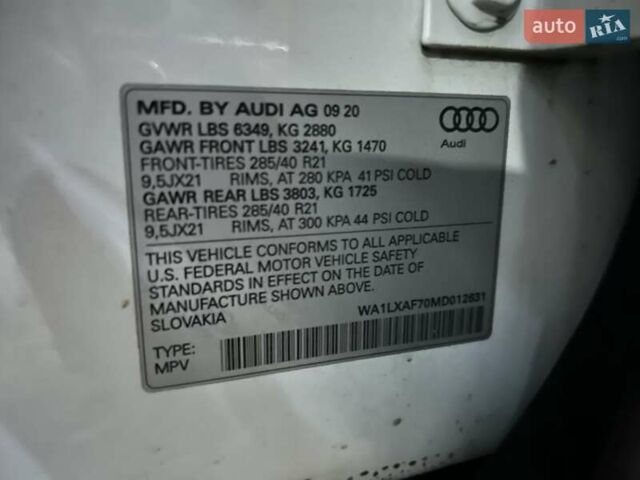 auto RIA.com
MFD. BY AUDI AG 09 20
GVWR LBS 6349, KG 2880
GAWR FRONT LBS 3241, KG 1470
FRONT-TIRES 285/40 R21
9,5JX21 RIMS, AT 280 KPA 41 PSI COLD
GAWR REAR LBS 3803, KG 1725
REAR-TIRES 285/40 R21
9,5JX21 RIMS, AT 300 KPA 44 PSI COLD
THIS VEHICLE CONFORMS TO ALL APPLICABLE
U.S. FEDERAL MOTOR VEHICLE SAFETY
STANDARDS IN EFFECT ON THE DATE OF
MANUFACTURE SHOWN ABOVE.
SLOVAKIA
WA1LXAF70MD012631
TYPE:
MPV
Audi